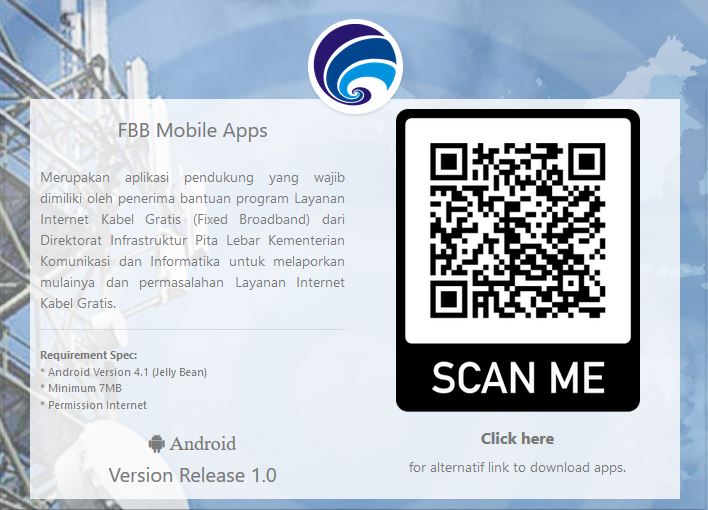 FBB Mobile Apps
Merupakan aplikasi pendukung yang wajib
dimiliki oleh penerima bantuan program Layanan
Internet Kabel Gratis (Fixed Broadband) dari
Direktorat Infrastruktur Pita Lebar Kementerian
Komunikasi dan Informatika untuk melaporkan
mulainya dan permasalahan Layanan Internet
Kabel Gratis.
Requirement Spec:
* Android Version 4.1 (Jelly Bean)
* Minimum 7MB
* Permission Internet
Android
Version Release 1.0
SCAN ME
Click here
for alternatif link to download apps.